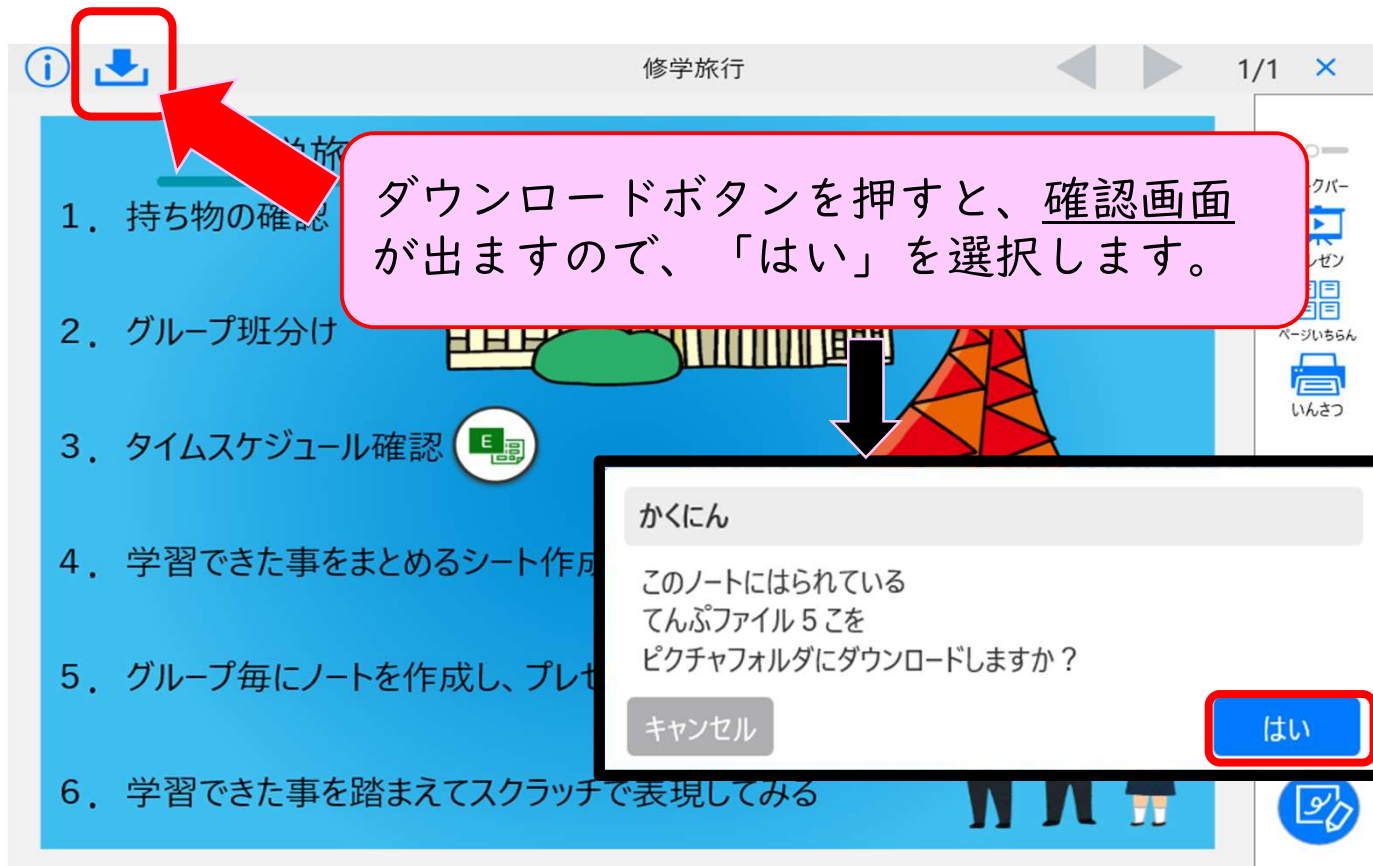 修学旅行
1/1
ダウンロードボタンを押すと、確認画面
が出ますので、「はい」を選択します。
1. 持ち物の確認
2. グループ班分け
3. タイムスケジュール確認
E
4. 学習できた事をまとめるシート作成
5. グループ毎にノートを作成し、プレ
6. 学習できた事を踏まえてスクラッチで表現してみる
ページいちらん
いんさつ
かくにん
このノートにはられている
てんぷファイル 5 こを
ピクチャフォルダにダウンロードしますか？
キャンセル
はい